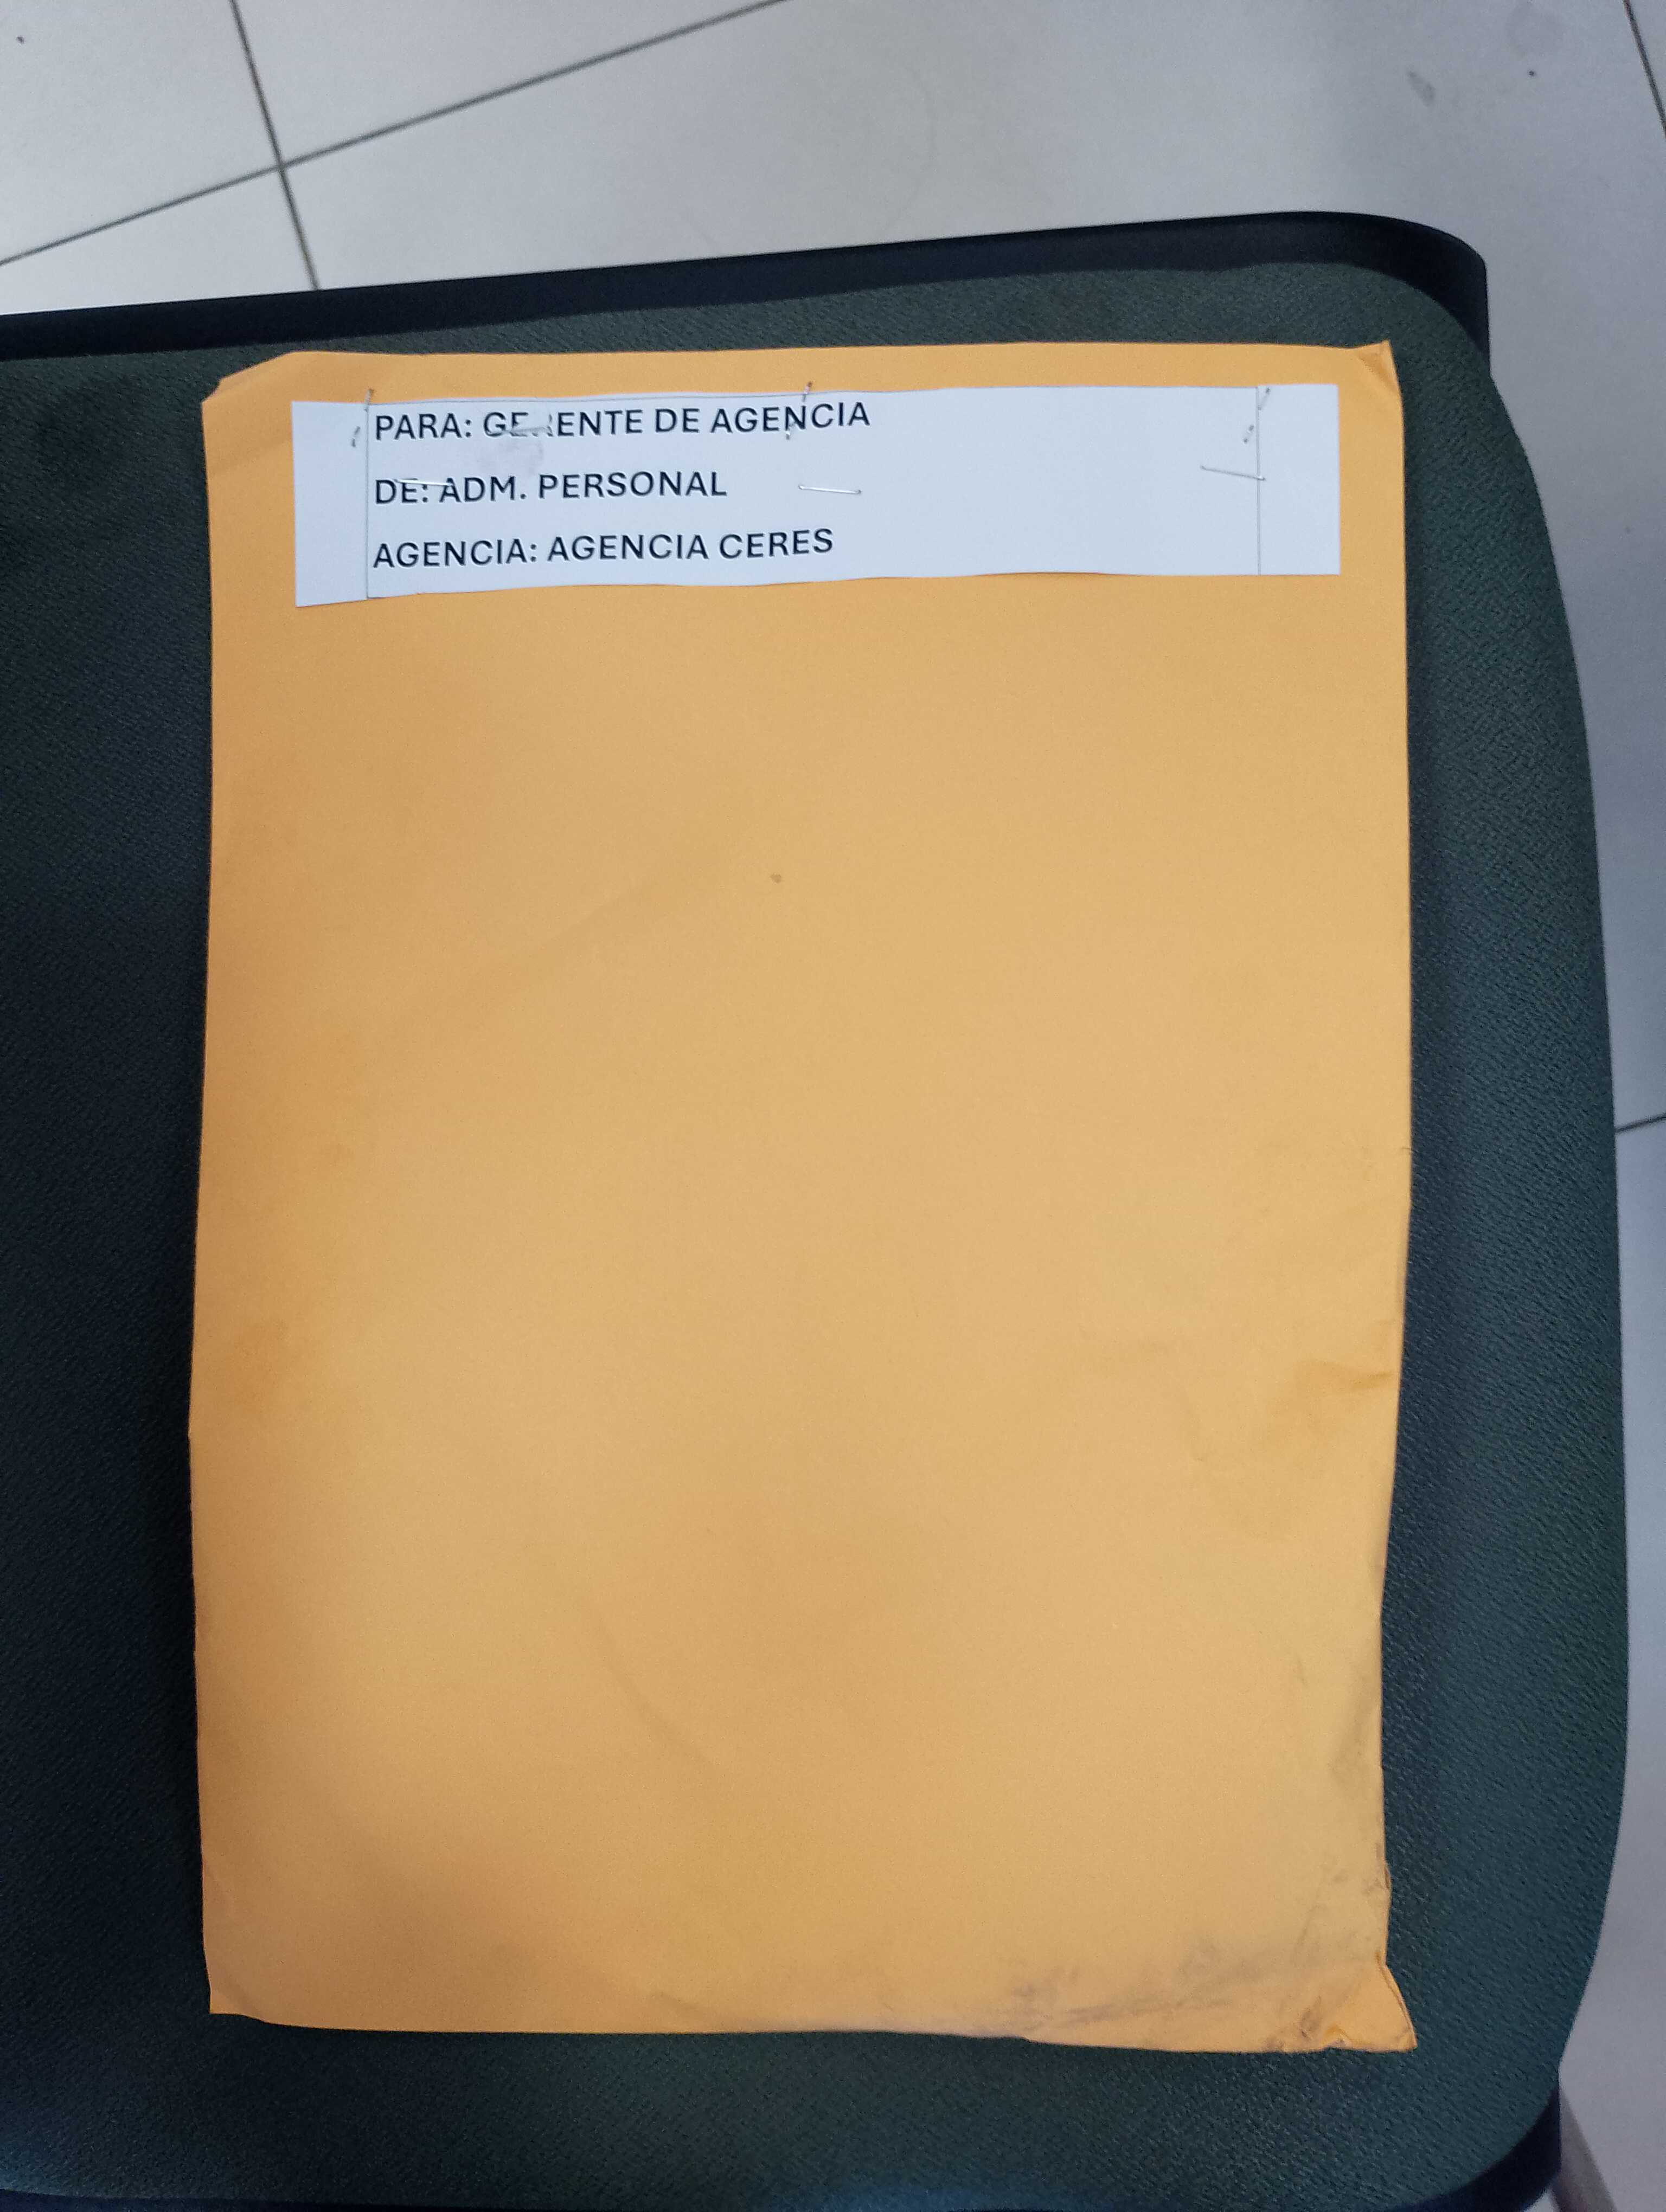 PARA: GERENTE DE AGENCIA
DE: ADM. PERSONAL
AGENCIA: AGENCIA CERES